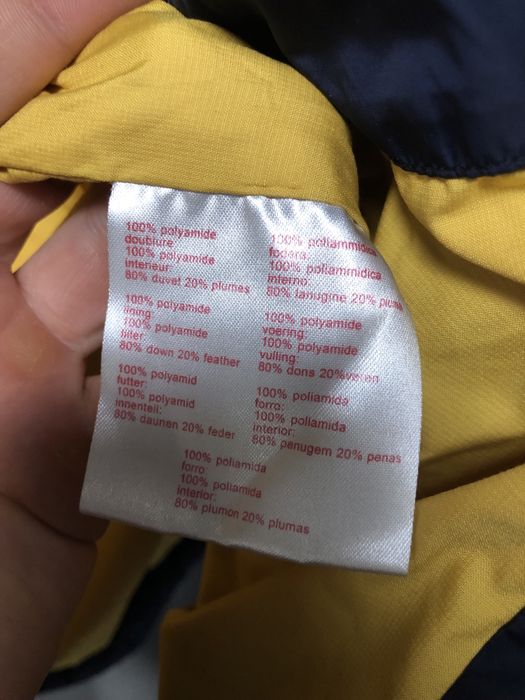 100% polyamide
doublure
100% polyamide
interieur:
80% duvet 20% plumes
100% polyamide
lining:
100% polyamide
filler:
80% down 20% feather
100% polyamid
futter:
100% polyamid
innenteil:
80% daunen 20% feder
100% poliammidica
fodera:
100% poliammidica
interno:
80% lanugine 20% piume
100% polyamide
voering:
100% polyamide
vulling:
80% dons 20% veren
100% poliamida
forro:
100% poliamida
interior:
80% panugem 20% penas
100% poliamida
forro:
100% poliamida
interior:
80% plumon 20% plumas